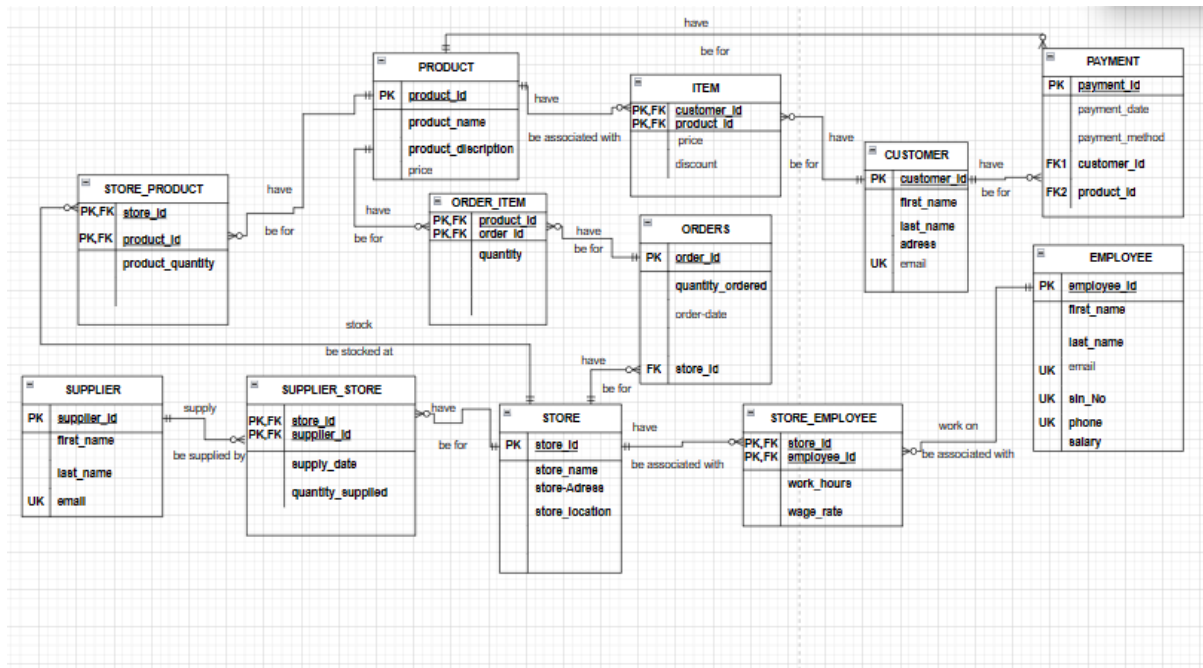 have
be for
PRODUCT
PK product_id
product_name
product_discription
price
ITEM
PK,FK customer_id
PK,FK product_id
price
discount
PAYMENT
PK payment_id
payment_date
payment_method
FK1 customer_id
FK2 product_id
have
be associated with
have
be for
CUSTOMER
PK customer_id
first_name
last_name
adress
UK email
have
be for
STORE_PRODUCT
PK,FK store_id
PK,FK product_id
product_quantity
have
be for
have
be for
ORDER_ITEM
PK,FK product_id
PK,FK order_id
quantity
have
be for
ORDERS
PK order_id
quantity_ordered
order-date
FK store_id
EMPLOYEE
PK employee_id
first_name
last_name
UK email
UK sin_No
UK phone
salary
stock
be stocked at
have
be for
SUPPLIER
PK supplier_id
first_name
last_name
UK email
supply
be supplied by
SUPPLIER_STORE
PK,FK store_id
PK,FK supplier_id
supply_date
quantity_supplied
have
be for
STORE
PK store_id
store_name
store-Adress
store_location
have
be associated with
STORE_EMPLOYEE
PK,FK store_id
PK,FK employee_id
work_hours
wage_rate
work on
be associated with